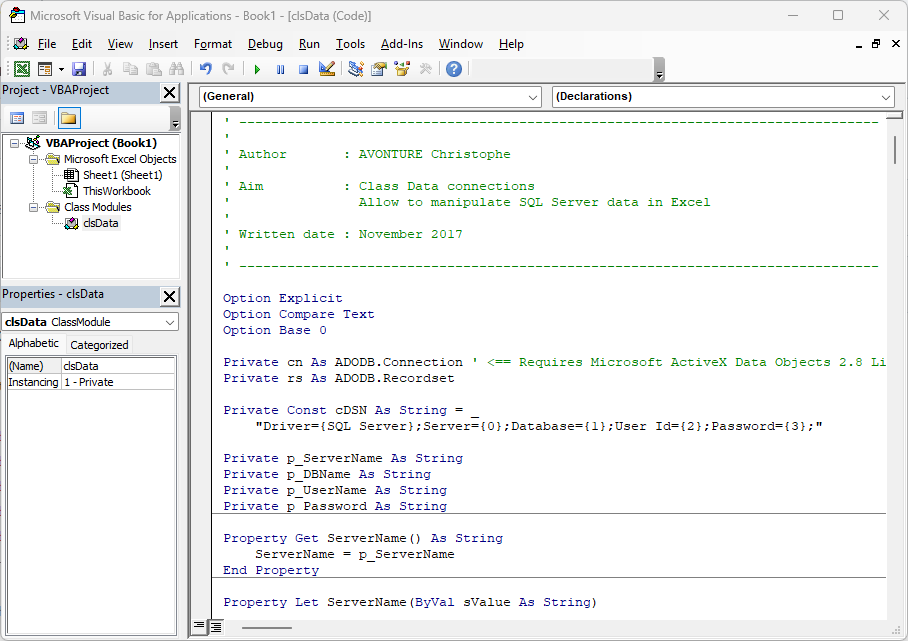 Microsoft Visual Basic for Applications - Book1 - [clsData (Code)]
File Edit View Insert Format Debug Run Tools Add-Ins Window Help
Project - VBAProject
VBAProject (Book1)
Microsoft Excel Objects
Sheet1 (Sheet1)
ThisWorkbook
Class Modules
clsData
Properties - clsData
clsData ClassModule
Alphabetic Categorized
(Name) clsData
Instancing 1 - Private
(General) (Declarations)
' --------------------------------------------------------------------------------
'
' Author       : AVONTURE Christophe
'
' Aim          : Class Data connections
'                Allow to manipulate SQL Server data in Excel
'
' Written date : November 2017
'
' --------------------------------------------------------------------------------
Option Explicit
Option Compare Text
Option Base 0
Private cn As ADODB.Connection ' <== Requires Microsoft ActiveX Data Objects 2.8 Li
Private rs As ADODB.Recordset
Private Const cDSN As String = _
    "Driver={SQL Server};Server={0};Database={1};User Id={2};Password={3};"
Private p_ServerName As String
Private p_DBName As String
Private p_UserName As String
Private p_Password As String
Property Get ServerName() As String
    ServerName = p_ServerName
End Property
Property Let ServerName(ByVal sValue As String)